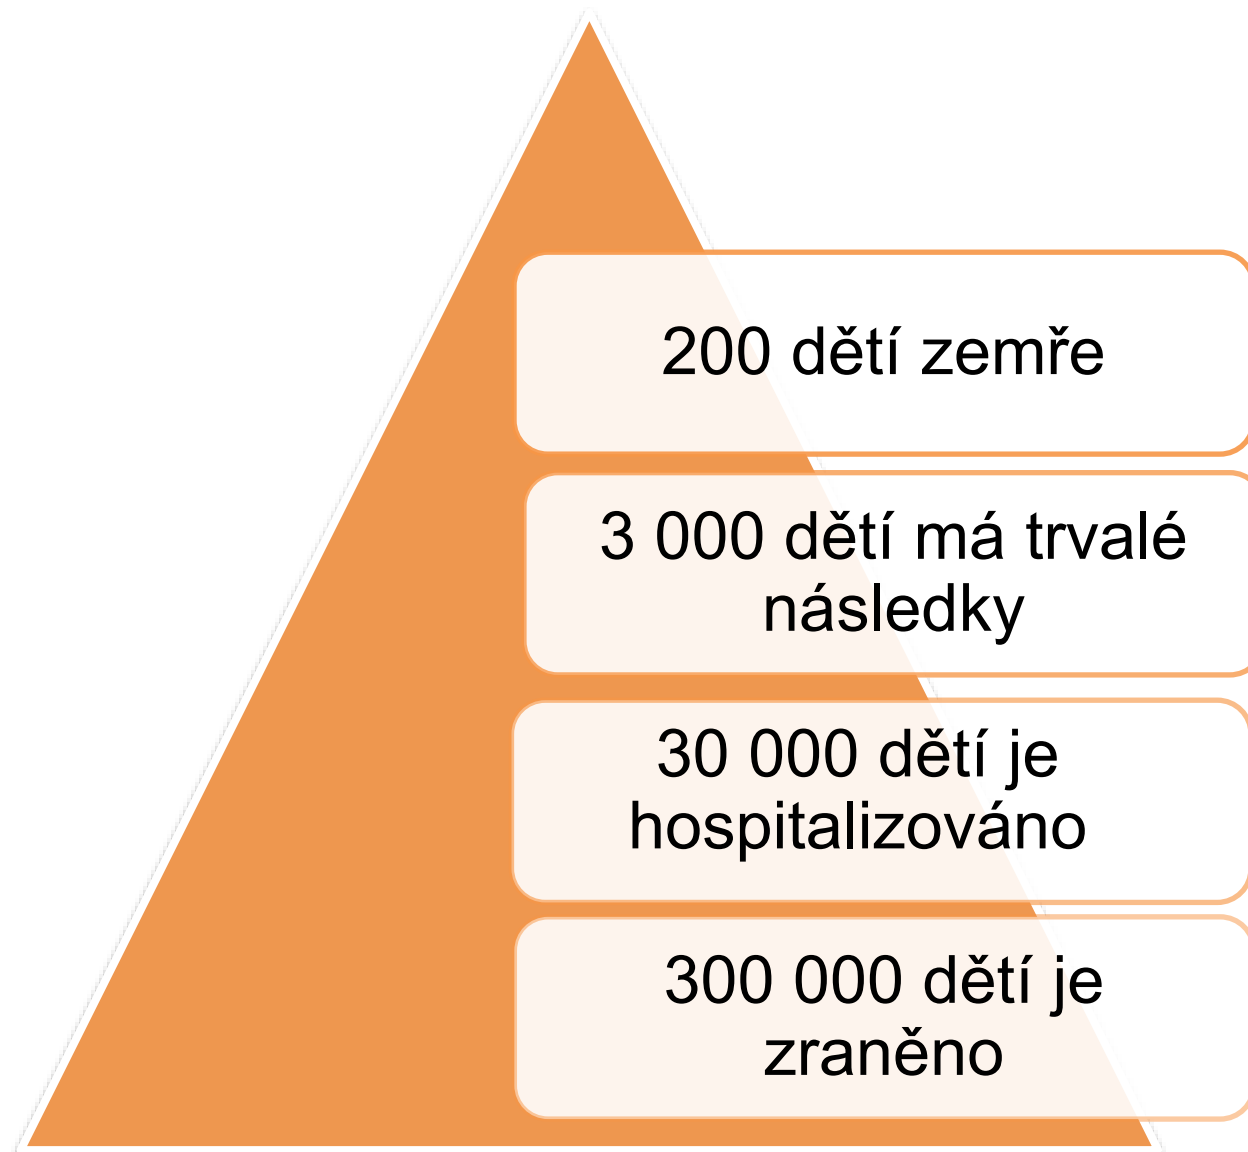 200 dětí zemře
3 000 dětí má trvalé
následky
30 000 dětí je
hospitalizováno
300 000 dětí je
zraněno